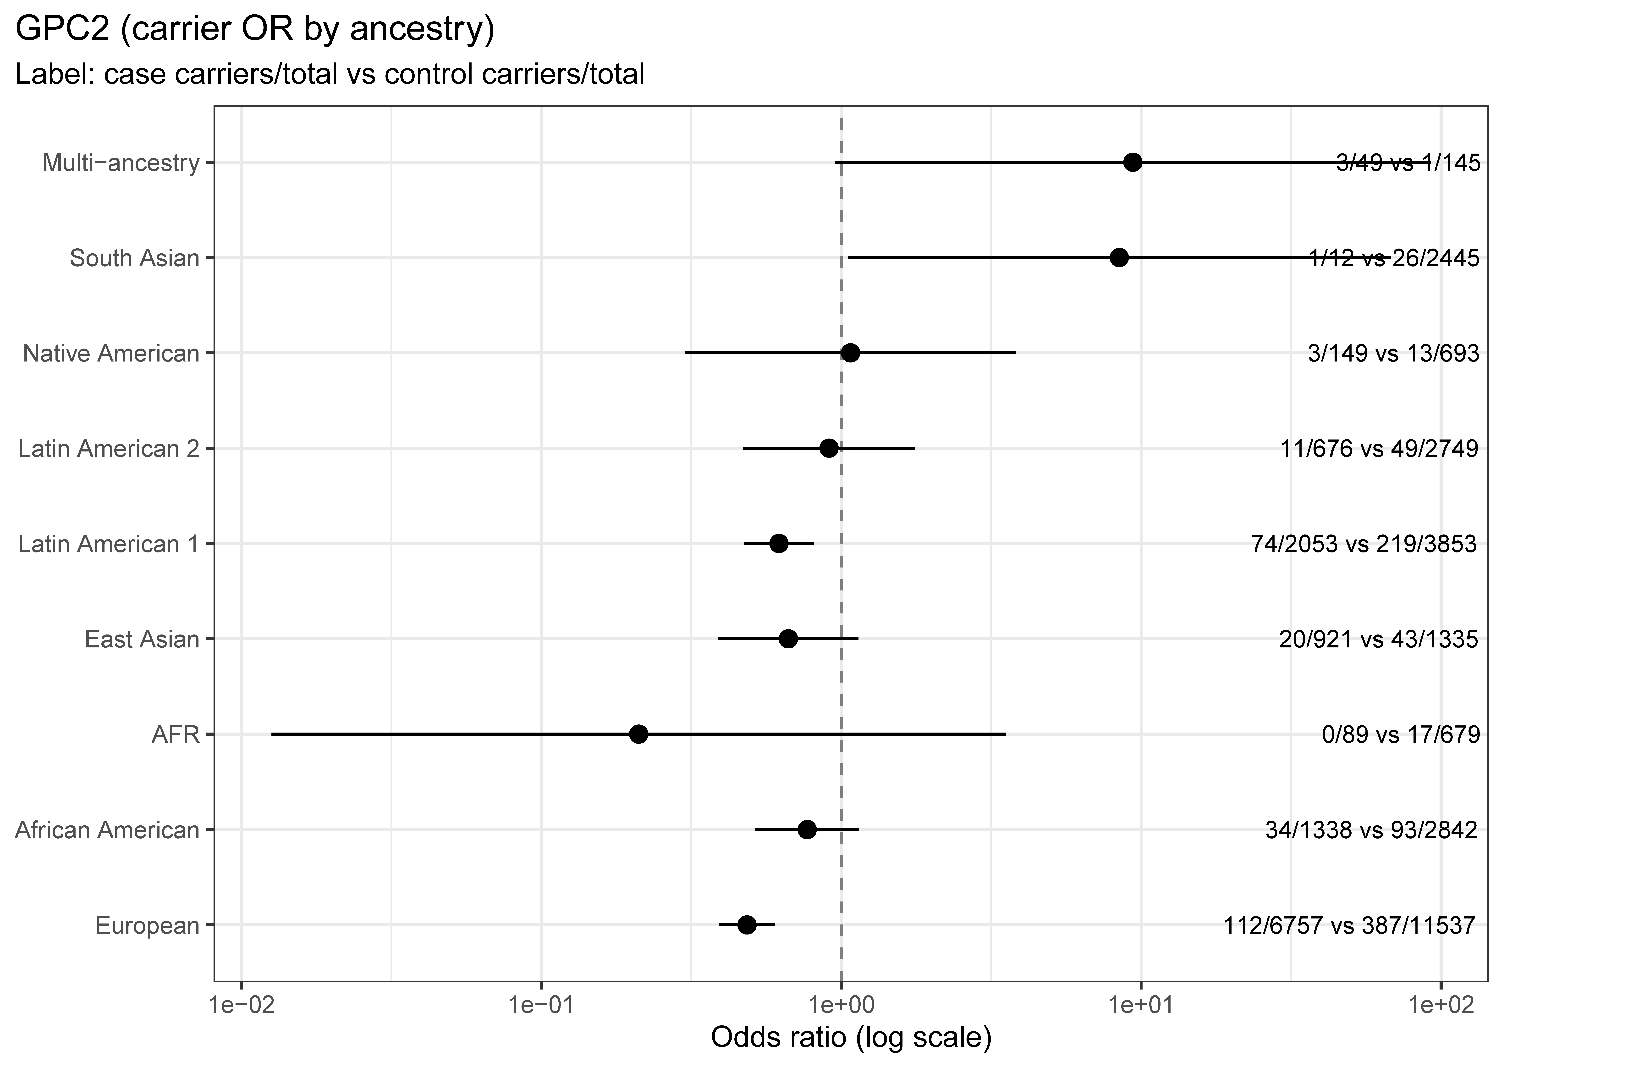 GPC2 (carrier OR by ancestry)
Label: case carriers/total vs control carriers/total
Multi−ancestry 3/49 vs 1/145
South Asian 1/12 vs 26/2445
Native American 3/149 vs 13/693
Latin American 2 11/676 vs 49/2749
Latin American 1 74/2053 vs 219/3853
East Asian 20/921 vs 43/1335
AFR 0/89 vs 17/679
African American 34/1338 vs 93/2842
European 112/6757 vs 387/11537
1e−02 1e−01 1e+00 1e+01 1e+02
Odds ratio (log scale)